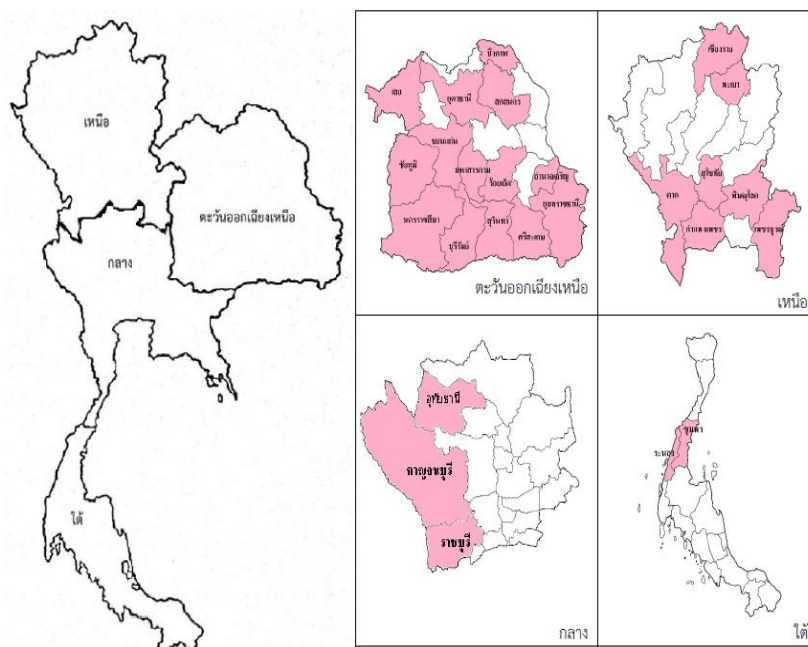 เหนือ
ตะวันออกเฉียงเหนือ
กลาง
ใต้
บึงกาฬ
เลย
อุดรธานี
สกลนคร
ขอนแก่น
ชัยภูมิ
มหาสารคาม
ร้อยเอ็ด
อำนาจเจริญ
อุบลราชธานี
นครราชสีมา
บุรีรัมย์
สุรินทร์
ศรีสะเกษ
ตะวันออกเฉียงเหนือ
เชียงราย
พะเยา
สุโขทัย
ตาก
พิษณุโลก
กำแพงเพชร
เพชรบูรณ์
เหนือ
อุทัยธานี
กาญจนบุรี
ราชบุรี
กลาง
ชุมพร
ระนอง
ใต้